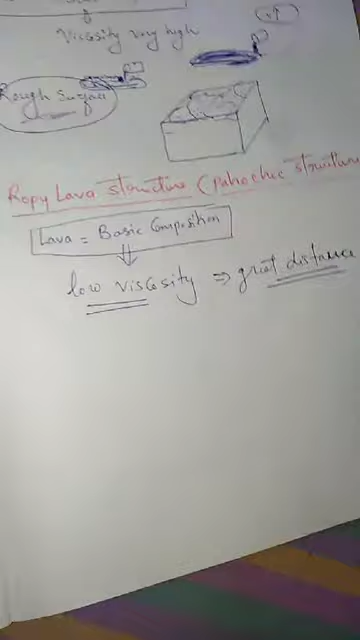 Viscosity very high
Rough Surface
Ropy Lava structure (Pahoehoe structure
Lava = Basic Composition
low viscosity ⇒ great distance